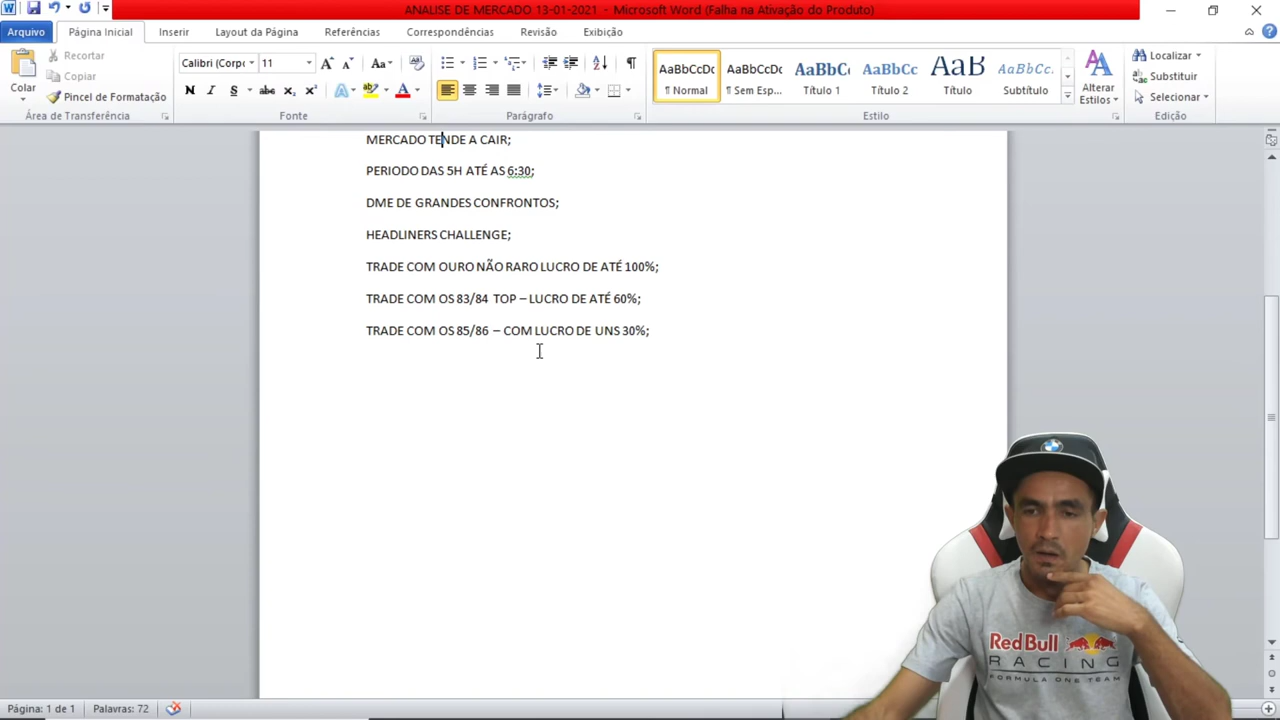 ANALISE DE MERCADO 13-01-2021 - Microsoft Word (Falha na Ativação do Produto)
Arquivo Página Inicial Inserir Layout da Página Referências Correspondências Revisão Exibição
Colar
Recortar
Copiar
Pincel de Formatação
Área de Transferência
Calibri (Corpo 11
N I S abc x₂ x² A ab A
Fonte
Parágrafo
AaBbCcDc AaBbCcDc AaBbC AaBbCc AaB AaBbCc.
¶ Normal ¶ Sem Esp... Título 1 Título 2 Título Subtítulo
Estilo
Alterar
Estilos
Localizar
Substituir
Selecionar
Edição
MERCADO TENDE A CAIR;
PERIODO DAS 5H ATÉ AS 6:30;
DME DE GRANDES CONFRONTOS;
HEADLINERS CHALLENGE;
TRADE COM OURO NÃO RARO LUCRO DE ATÉ 100%;
TRADE COM OS 83/84 TOP – LUCRO DE ATÉ 60%;
TRADE COM OS 85/86 – COM LUCRO DE UNS 30%;
BMW
Red Bull
RACING
FORMULA ONE TEAM
Página: 1 de 1 Palavras: 72